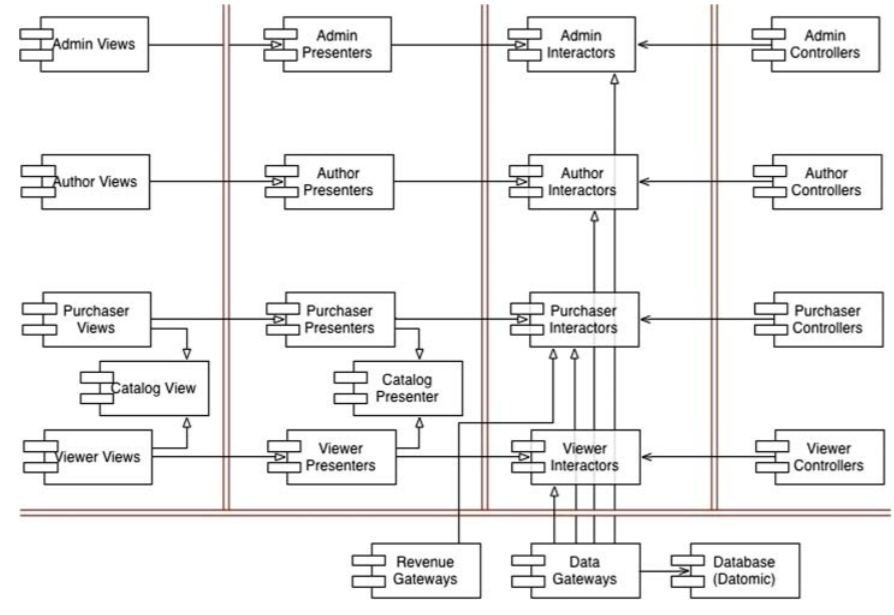 Admin Views
Admin
Presenters
Admin
Interactors
Admin
Controllers
Author Views
Author
Presenters
Author
Interactors
Author
Controllers
Purchaser
Views
Purchaser
Presenters
Purchaser
Interactors
Purchaser
Controllers
Catalog View
Catalog
Presenter
Viewer Views
Viewer
Presenters
Viewer
Interactors
Viewer
Controllers
Revenue
Gateways
Data
Gateways
Database
(Datomic)